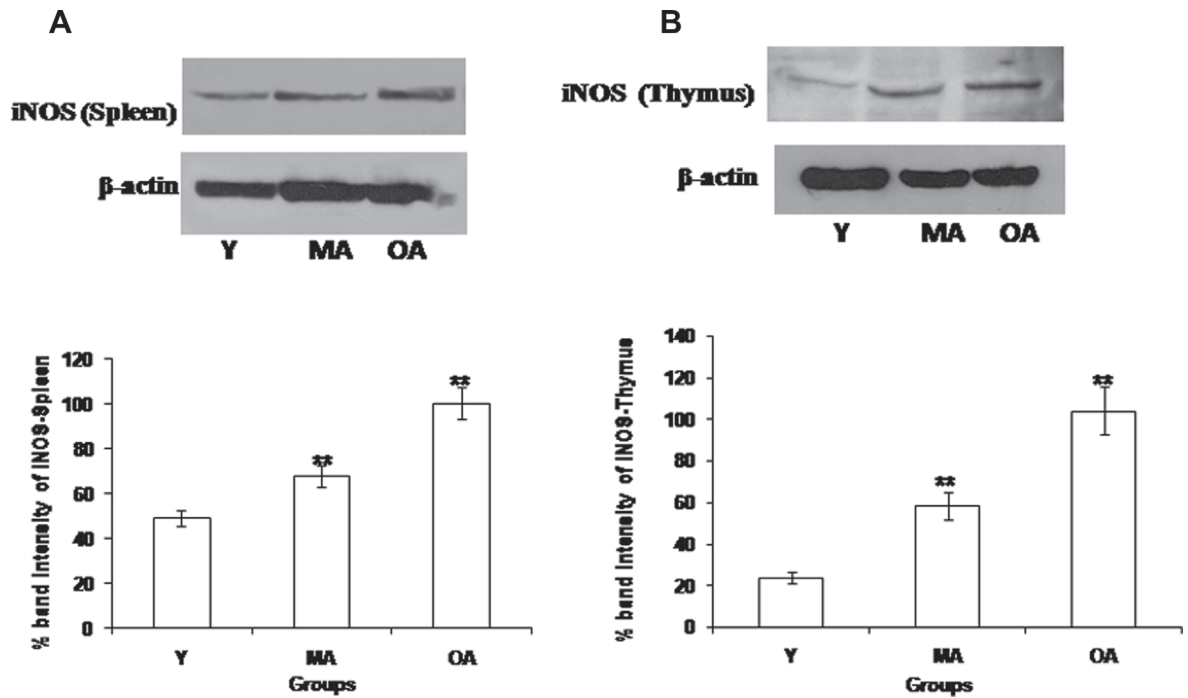 A
iNOS (Spleen)
β-actin
Y MA OA
120
100
80
60
40
20
0
% band Intensity of INOS-Spleen
**
**
Y MA OA
Groups
B
iNOS (Thymus)
β-actin
Y MA OA
140
120
100
80
60
40
20
0
% band Intensity of INOS-Thymus
**
**
Y MA OA
Groups